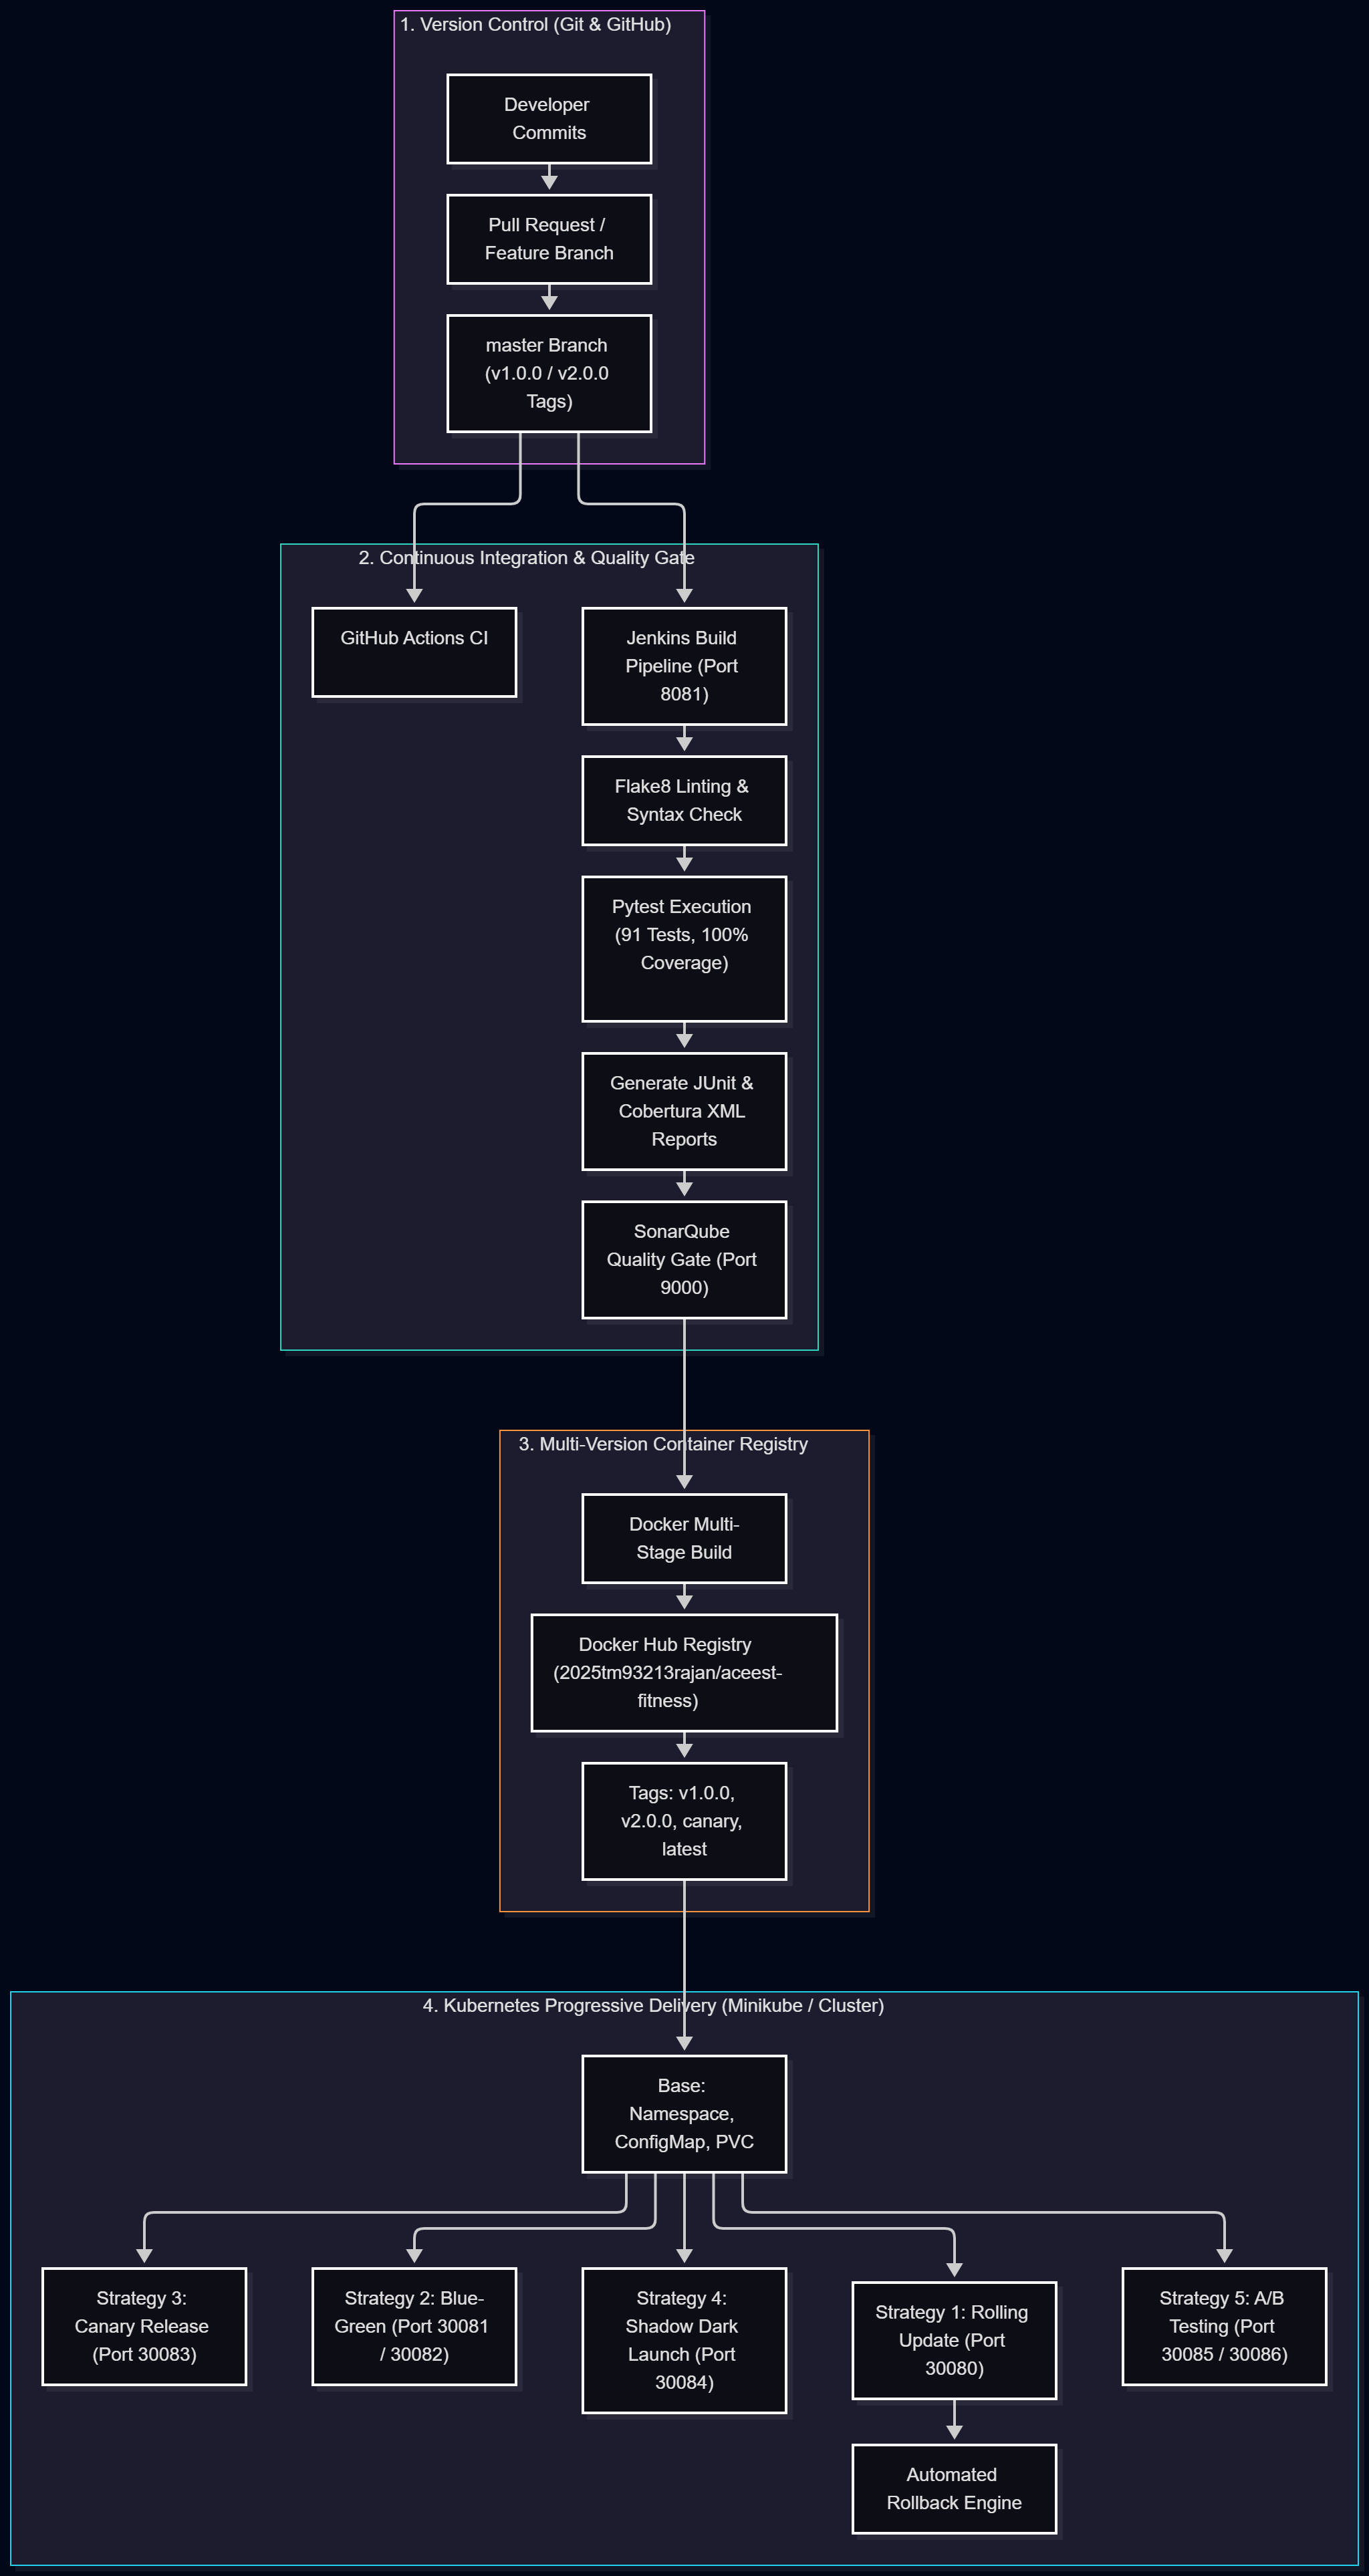 1. Version Control (Git & GitHub)
Developer
Commits
Pull Request /
Feature Branch
master Branch
(v1.0.0 / v2.0.0
Tags)
2. Continuous Integration & Quality Gate
GitHub Actions CI
Jenkins Build
Pipeline (Port
8081)
Flake8 Linting &
Syntax Check
Pytest Execution
(91 Tests, 100%
Coverage)
Generate JUnit &
Cobertura XML
Reports
SonarQube
Quality Gate (Port
9000)
3. Multi-Version Container Registry
Docker Multi-
Stage Build
Docker Hub Registry
(2025tm93213rajan/aceest-
fitness)
Tags: v1.0.0,
v2.0.0, canary,
latest
4. Kubernetes Progressive Delivery (Minikube / Cluster)
Base:
Namespace,
ConfigMap, PVC
Strategy 3:
Canary Release
(Port 30083)
Strategy 2: Blue-
Green (Port 30081
/ 30082)
Strategy 4:
Shadow Dark
Launch (Port
30084)
Strategy 1: Rolling
Update (Port
30080)
Strategy 5: A/B
Testing (Port
30085 / 30086)
Automated
Rollback Engine